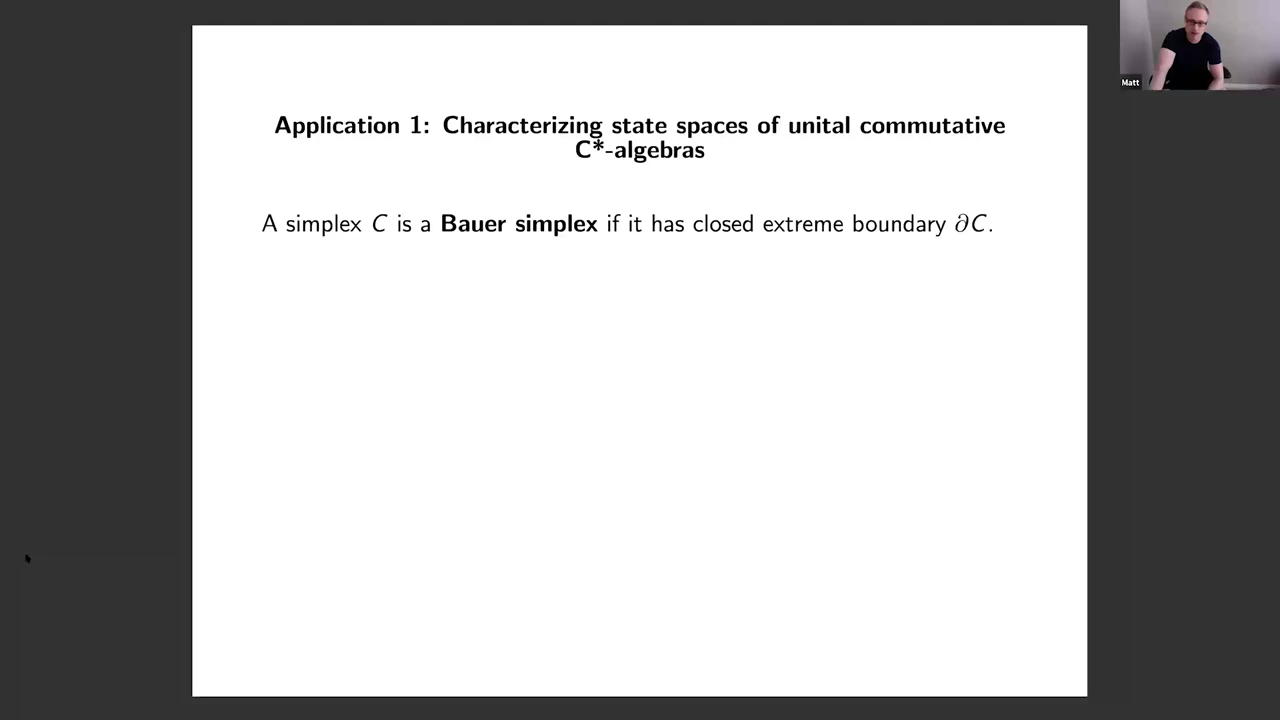 Matt
Application 1: Characterizing state spaces of unital commutative
C*-algebras
A simplex C is a Bauer simplex if it has closed extreme boundary ∂C.